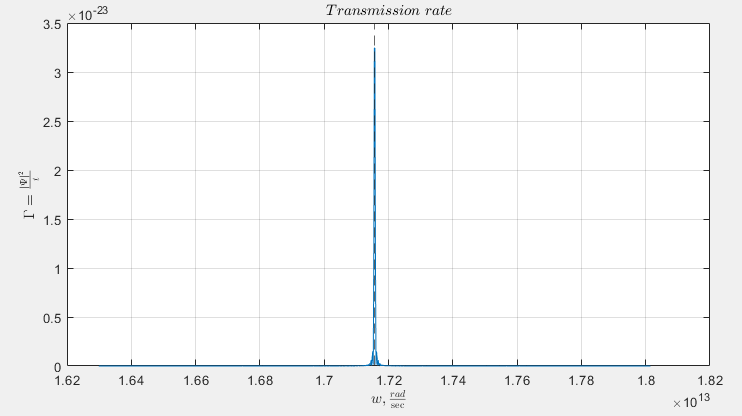 Transmission rate
×10^-23
3.5
3
2.5
2
1.5
1
0.5
0
Γ = |Ψ|²/t
1.62 1.64 1.66 1.68 1.7 1.72 1.74 1.76 1.78 1.8 1.82
w, rad/sec
×10^13